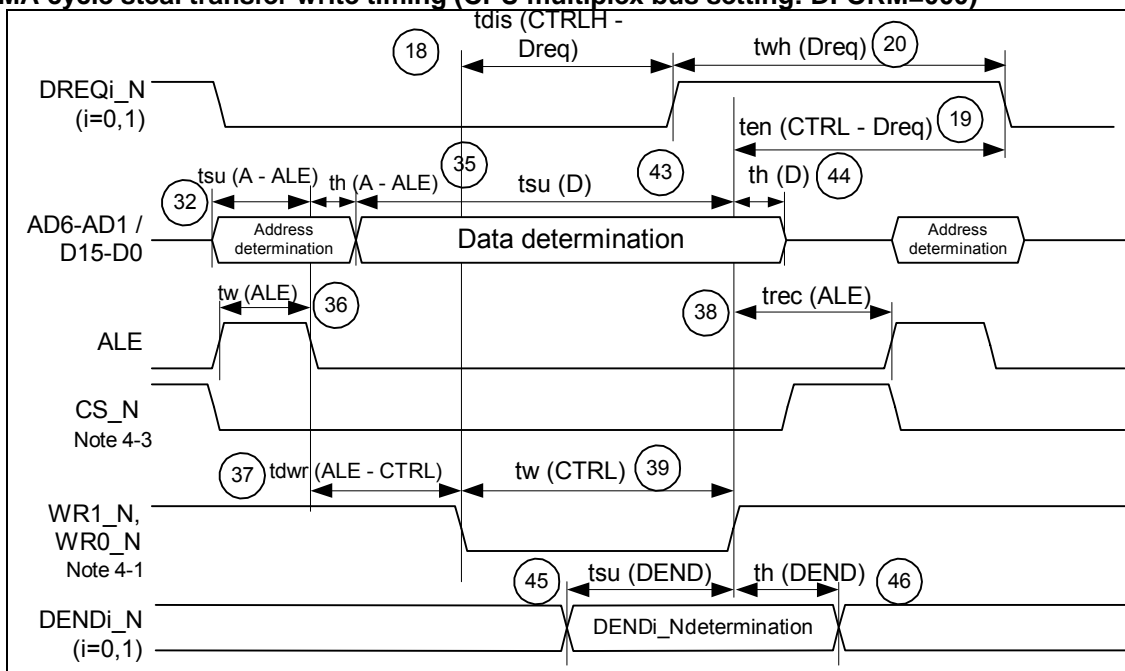 MA cycle steal transfer write timing (CPU multiplex bus setting: DFORM=000)
tdis (CTRLH -
Dreq)
18
twh (Dreq)
20
DREQi_N
(i=0,1)
ten (CTRL - Dreq)
19
tsu (A - ALE)
th (A - ALE)
35
tsu (D)
43
th (D)
44
32
AD6-AD1 /
D15-D0
Address
determination
Data determination
Address
determination
tw (ALE)
36
38
trec (ALE)
ALE
CS_N
Note 4-3
37
tdwr (ALE - CTRL)
tw (CTRL)
39
WR1_N,
WR0_N
Note 4-1
45
tsu (DEND)
th (DEND)
46
DENDi_N
(i=0,1)
DENDi_Ndetermination